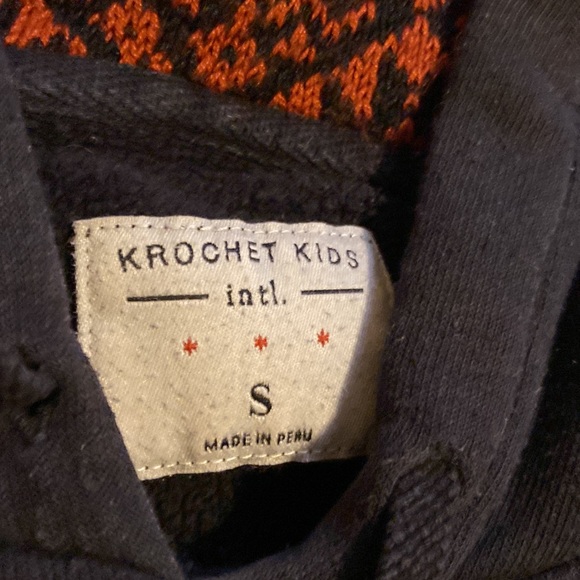 KROCHET KIDS
intl.
* * *
S
MADE IN PERU